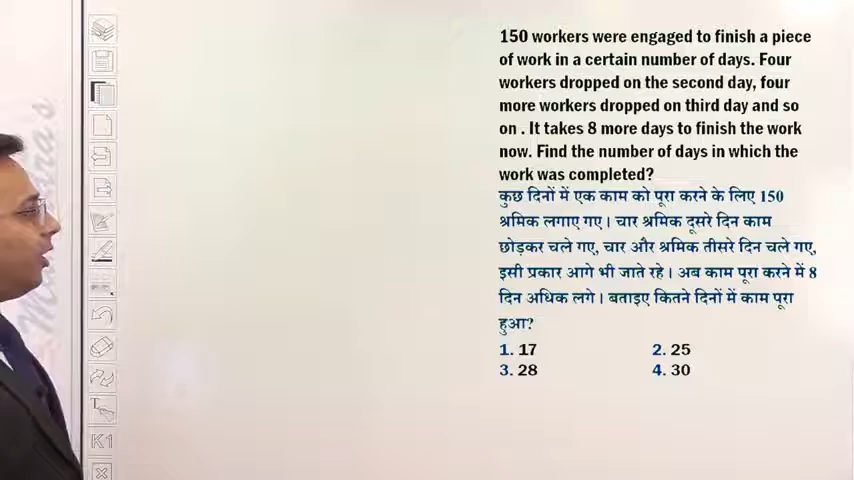 150 workers were engaged to finish a piece
of work in a certain number of days. Four
workers dropped on the second day, four
more workers dropped on third day and so
on . It takes 8 more days to finish the work
now. Find the number of days in which the
work was completed?
कुछ दिनों में एक काम को पूरा करने के लिए 150
श्रमिक लगाए गए। चार श्रमिक दूसरे दिन काम
छोड़कर चले गए, चार और श्रमिक तीसरे दिन चले गए,
इसी प्रकार आगे भी जाते रहे। अब काम पूरा करने में 8
दिन अधिक लगे। बताइए कितने दिनों में काम पूरा
हुआ?
1. 17 2. 25
3. 28 4. 30
K1